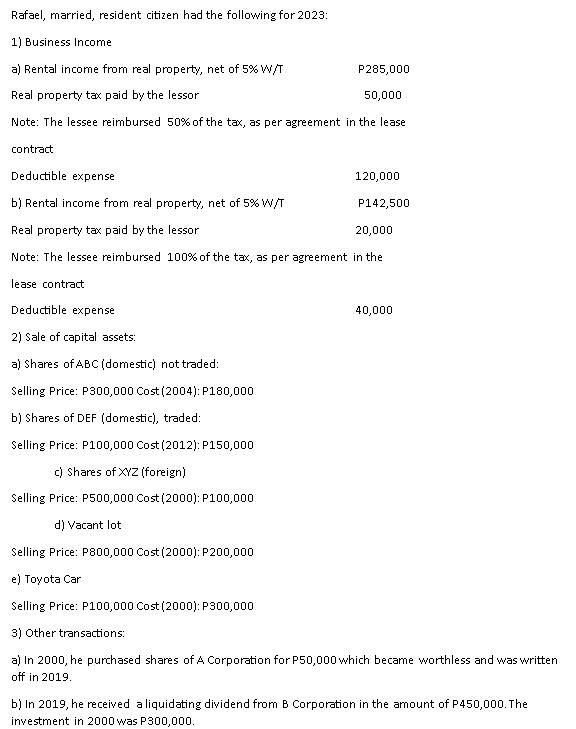 Rafael, married, resident citizen had the following for 2023:
1) Business Income
a) Rental income from real property, net of 5% W/T P285,000
Real property tax paid by the lessor 50,000
Note: The lessee reimbursed 50% of the tax, as per agreement in the lease
contract
Deductible expense 120,000
b) Rental income from real property, net of 5% W/T P142,500
Real property tax paid by the lessor 20,000
Note: The lessee reimbursed 100% of the tax, as per agreement in the
lease contract
Deductible expense 40,000
2) Sale of capital assets:
a) Shares of ABC (domestic) not traded:
Selling Price: P300,000 Cost (2004): P180,000
b) Shares of DEF (domestic), traded:
Selling Price: P100,000 Cost (2012): P150,000
c) Shares of XYZ (foreign)
Selling Price: P500,000 Cost (2000): P100,000
d) Vacant lot
Selling Price: P800,000 Cost (2000): P200,000
e) Toyota Car
Selling Price: P100,000 Cost (2000): P300,000
3) Other transactions:
a) In 2000, he purchased shares of A Corporation for P50,000 which became worthless and was written
off in 2019.
b) In 2019, he received a liquidating dividend from B Corporation in the amount of P450,000. The
investment in 2000 was P300,000.